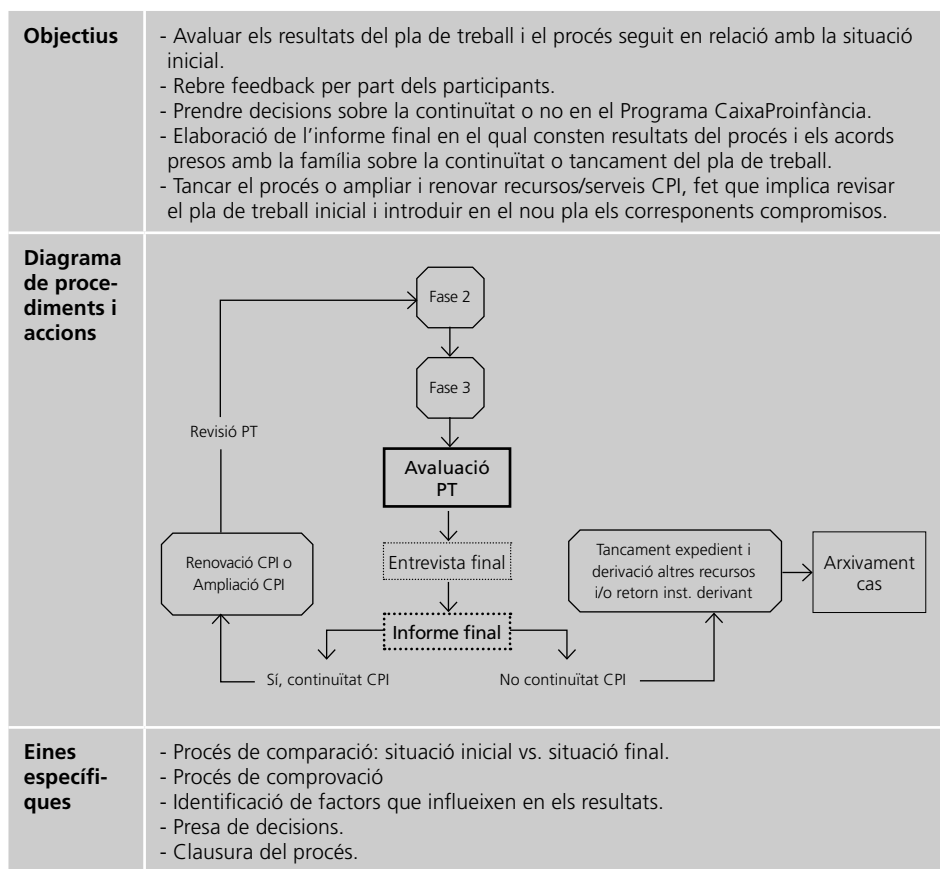 Objectius
- Avaluar els resultats del pla de treball i el procés seguit en relació amb la situació
inicial.
- Rebre feedback per part dels participants.
- Prendre decisions sobre la continuïtat o no en el Programa CaixaProinfància.
- Elaboració de l’informe final en el qual consten resultats del procés i els acords
presos amb la família sobre la continuïtat o tancament del pla de treball.
- Tancar el procés o ampliar i renovar recursos/serveis CPI, fet que implica revisar
el pla de treball inicial i introduir en el nou pla els corresponents compromisos.
Diagrama
de proce-
diments i
accions
Fase 2
Fase 3
Revisió PT
Avaluació
PT
Renovació CPI o
Ampliació CPI
Entrevista final
Tancament expedient i
derivació altres recursos
i/o retorn inst. derivant
Arxivament
cas
Informe final
Sí, continuïtat CPI
No continuïtat CPI
Eines
específi-
ques
- Procés de comparació: situació inicial vs. situació final.
- Procés de comprovació
- Identificació de factors que influeixen en els resultats.
- Presa de decisions.
- Clausura del procés.